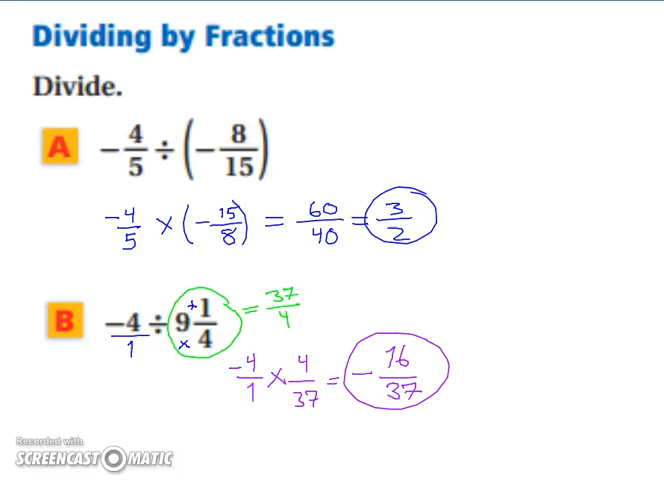 Dividing by Fractions
Divide.
A -4/5 ÷ (-8/15)
-4/5 × (-15/8) = 60/40 = 3/2
B -4/1 ÷ 9 + 1/4 × = 37/4
-4/1 × 4/37 = -16/37
Recorded with
SCREENCAST O MATIC